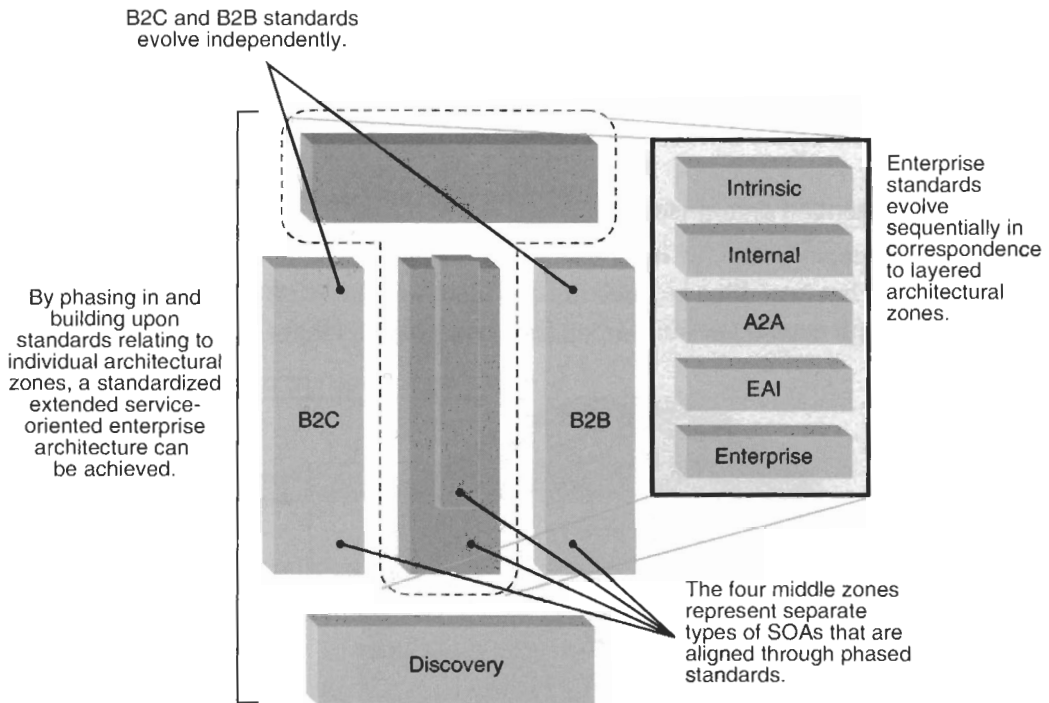 B2C and B2B standards
evolve independently.
Intrinsic
Internal
A2A
EAI
Enterprise
Enterprise
standards
evolve
sequentially in
correspondence
to layered
architectural
zones.
By phasing in and
building upon
standards relating to
individual architectural
zones, a standardized
extended service-
oriented enterprise
architecture can
be achieved.
B2C
B2B
The four middle zones
represent separate
types of SOAs that are
aligned through phased
standards.
Discovery